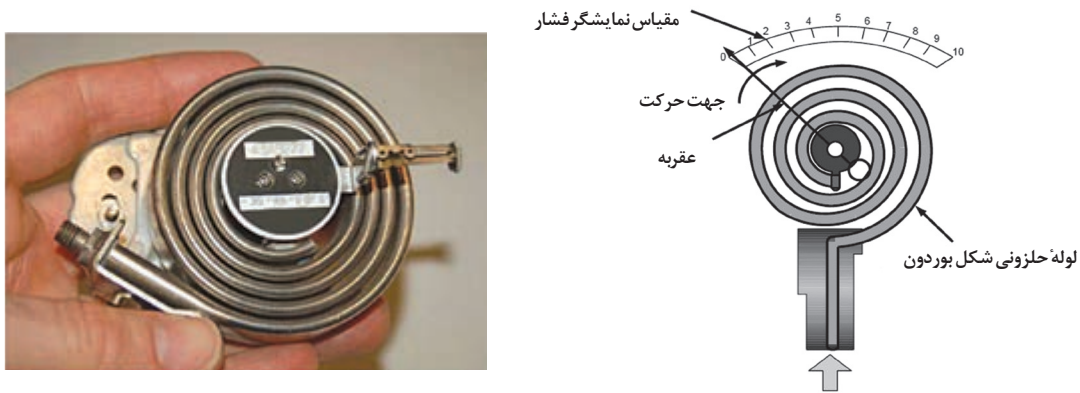 مقیاس نمایشگر فشار
0 1 2 3 4 5 6 7 8 9 10
جهت حرکت
عقربه
لولهٔ حلزونی شکل بوردون